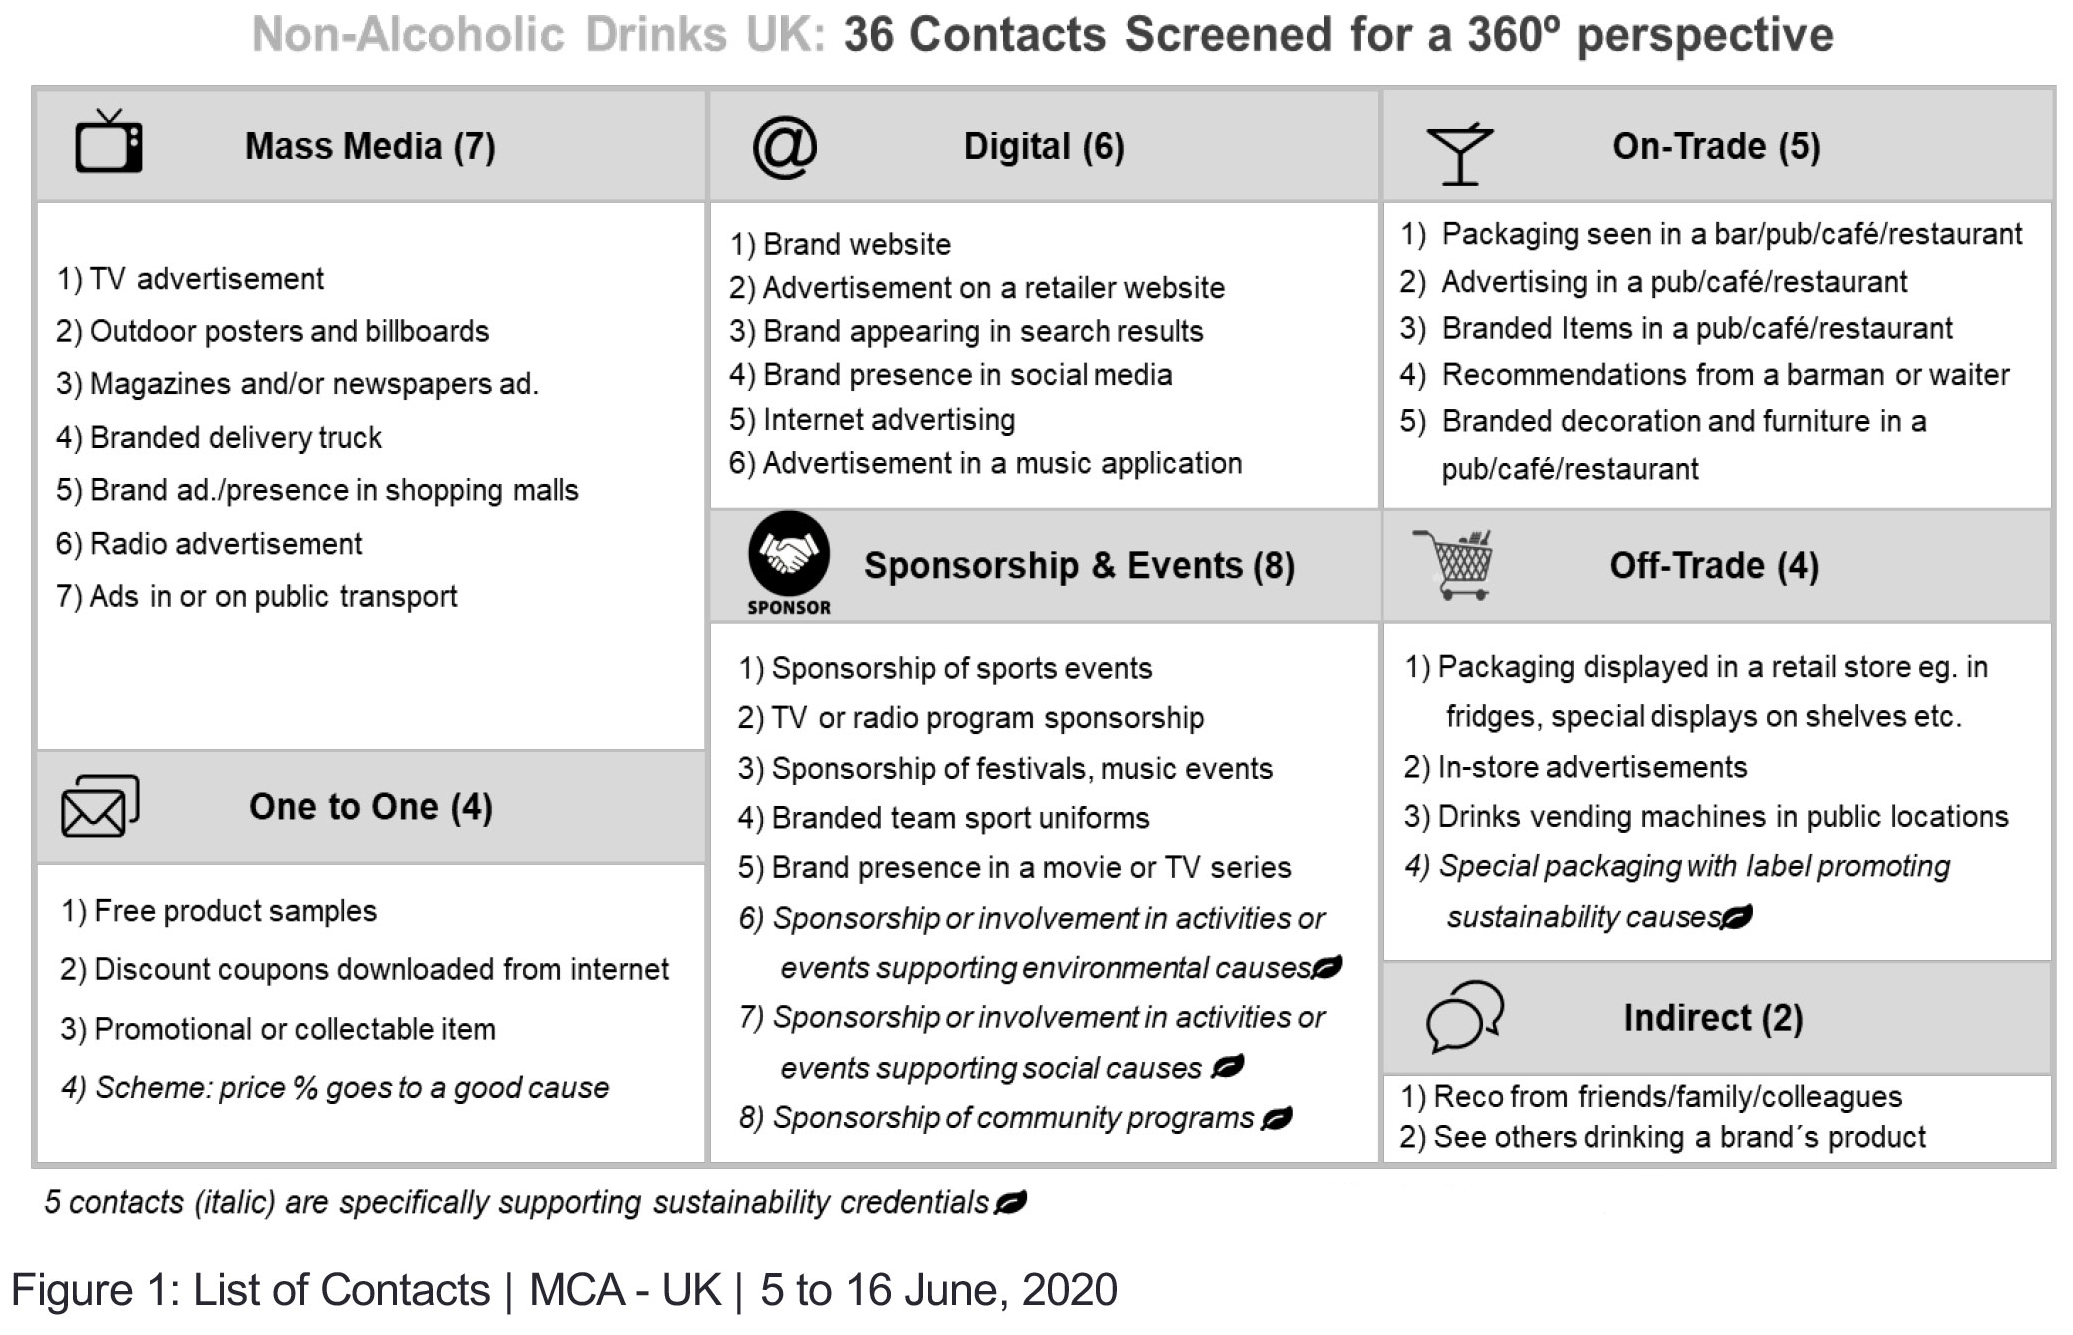 Non-Alcoholic Drinks UK: 36 Contacts Screened for a 360º perspective
Mass Media (7)
1) TV advertisement
2) Outdoor posters and billboards
3) Magazines and/or newspapers ad.
4) Branded delivery truck
5) Brand ad./presence in shopping malls
6) Radio advertisement
7) Ads in or on public transport
One to One (4)
1) Free product samples
2) Discount coupons downloaded from internet
3) Promotional or collectable item
4) Scheme: price % goes to a good cause
@
Digital (6)
1) Brand website
2) Advertisement on a retailer website
3) Brand appearing in search results
4) Brand presence in social media
5) Internet advertising
6) Advertisement in a music application
SPONSOR
Sponsorship & Events (8)
1) Sponsorship of sports events
2) TV or radio program sponsorship
3) Sponsorship of festivals, music events
4) Branded team sport uniforms
5) Brand presence in a movie or TV series
6) Sponsorship or involvement in activities or
events supporting environmental causes
7) Sponsorship or involvement in activities or
events supporting social causes
8) Sponsorship of community programs
On-Trade (5)
1) Packaging seen in a bar/pub/café/restaurant
2) Advertising in a pub/café/restaurant
3) Branded Items in a pub/café/restaurant
4) Recommendations from a barman or waiter
5) Branded decoration and furniture in a
pub/café/restaurant
Off-Trade (4)
1) Packaging displayed in a retail store eg. in
fridges, special displays on shelves etc.
2) In-store advertisements
3) Drinks vending machines in public locations
4) Special packaging with label promoting
sustainability causes
Indirect (2)
1) Reco from friends/family/colleagues
2) See others drinking a brand´s product
5 contacts (italic) are specifically supporting sustainability credentials
Figure 1: List of Contacts | MCA - UK | 5 to 16 June, 2020